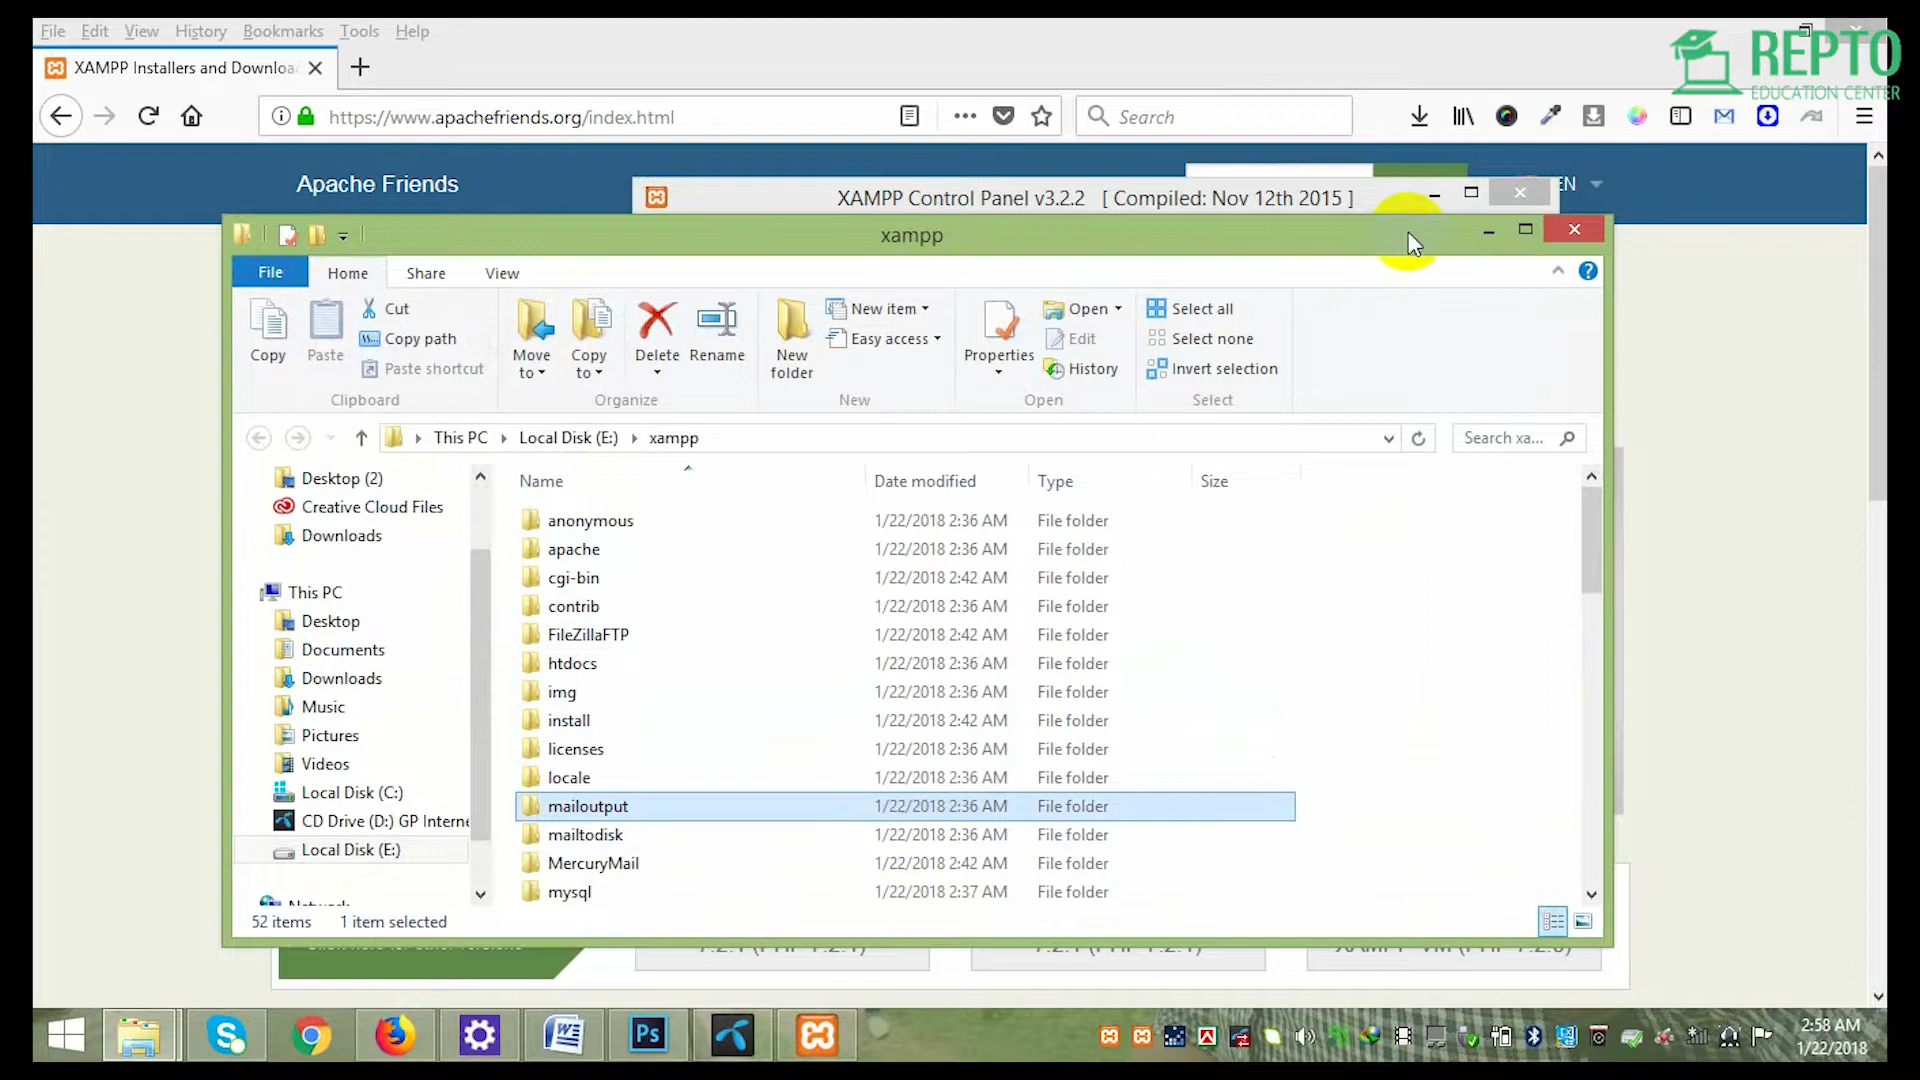 File Edit View History Bookmarks Tools Help
REPTO
EDUCATION CENTER
XAMPP Installers and Downloa
https://www.apachefriends.org/index.html
Search
Apache Friends
EN
XAMPP Control Panel v3.2.2 [ Compiled: Nov 12th 2015 ]
xampp
File Home Share View
Copy
Paste
Cut
Copy path
Paste shortcut
Move to
Copy to
Delete
Rename
New folder
New item
Easy access
Properties
Open
Edit
History
Select all
Select none
Invert selection
Clipboard Organize New Open Select
This PC Local Disk (E:) xampp
Search xa...
Desktop (2)
Creative Cloud Files
Downloads
This PC
Desktop
Documents
Downloads
Music
Pictures
Videos
Local Disk (C:)
CD Drive (D:) GP Interne
Local Disk (E:)
Name Date modified Type Size
anonymous 1/22/2018 2:36 AM File folder
apache 1/22/2018 2:36 AM File folder
cgi-bin 1/22/2018 2:42 AM File folder
contrib 1/22/2018 2:36 AM File folder
FileZillaFTP 1/22/2018 2:42 AM File folder
htdocs 1/22/2018 2:36 AM File folder
img 1/22/2018 2:36 AM File folder
install 1/22/2018 2:42 AM File folder
licenses 1/22/2018 2:36 AM File folder
locale 1/22/2018 2:36 AM File folder
mailoutput 1/22/2018 2:36 AM File folder
mailtodisk 1/22/2018 2:36 AM File folder
MercuryMail 1/22/2018 2:42 AM File folder
mysql 1/22/2018 2:37 AM File folder
52 items 1 item selected
Ps
2:58 AM
1/22/2018